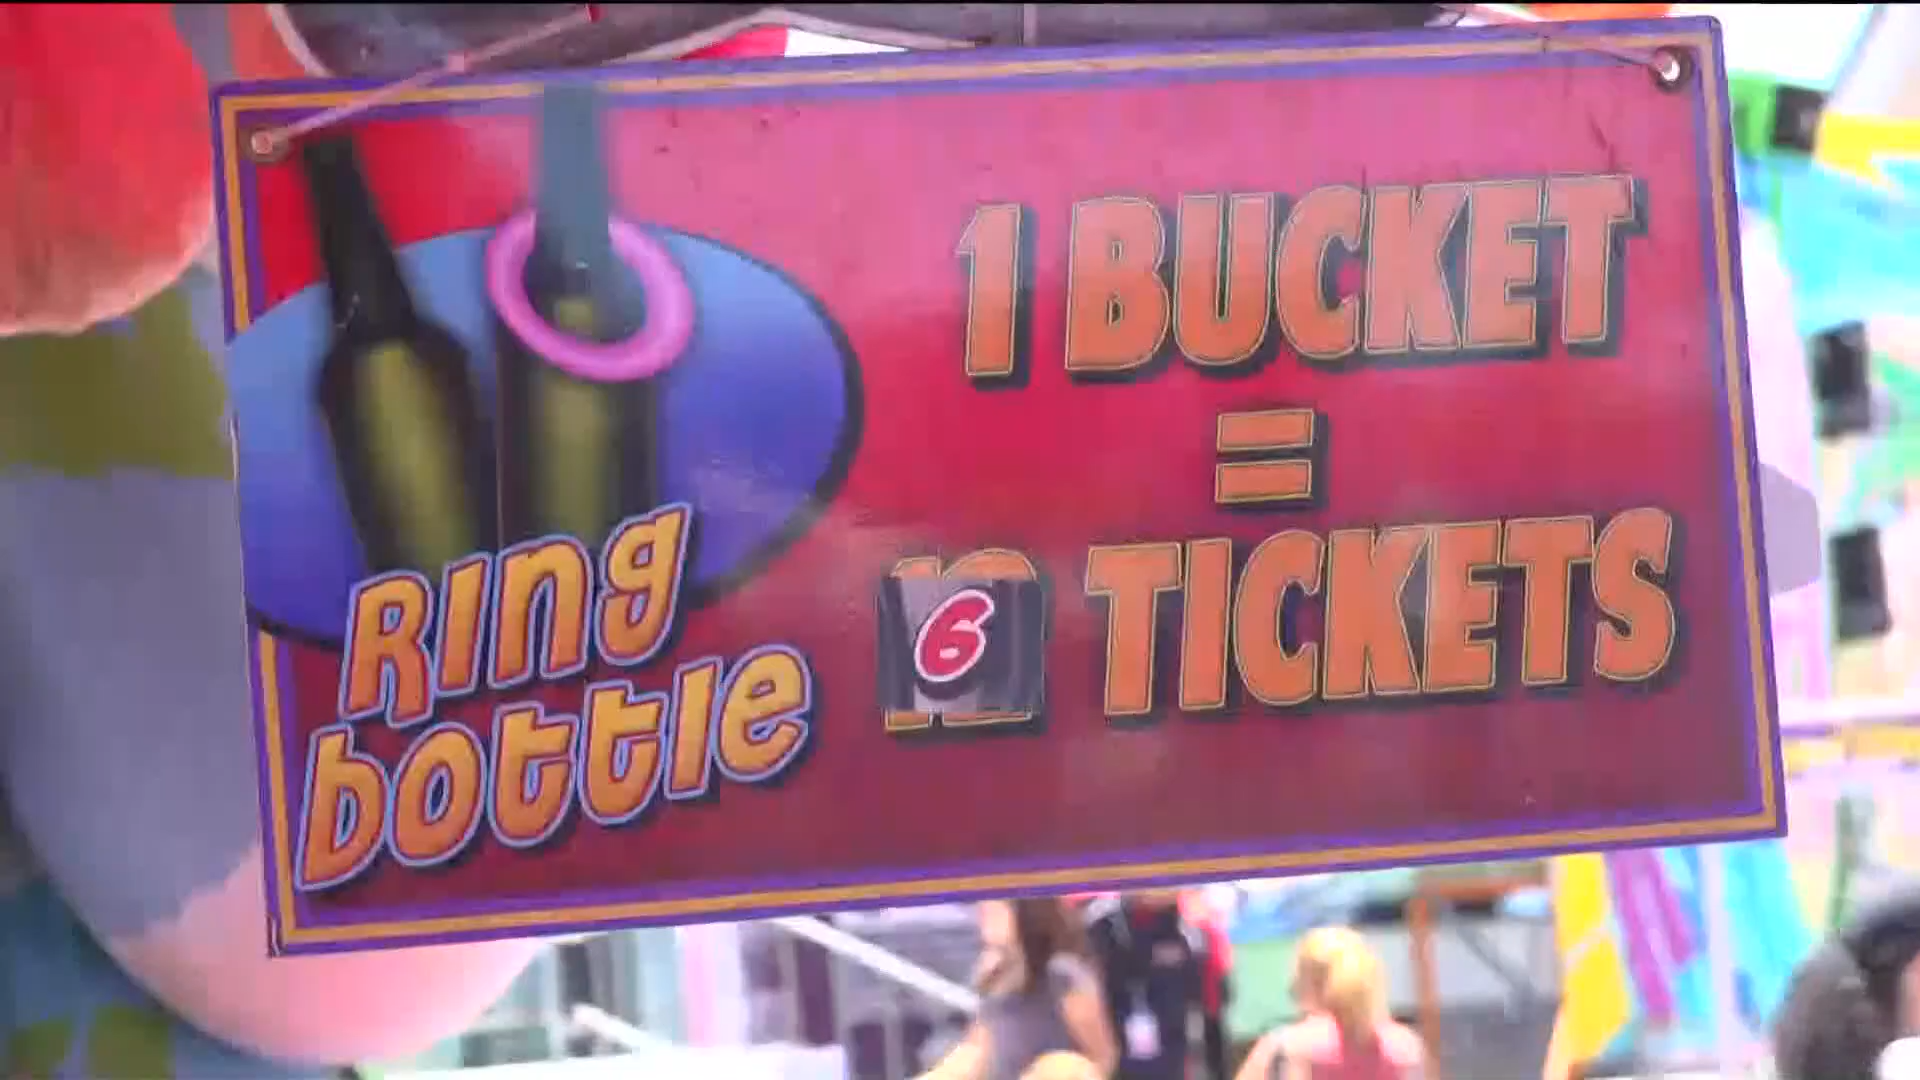 1 BUCKET
=
6 TICKETS
Ring
bottle